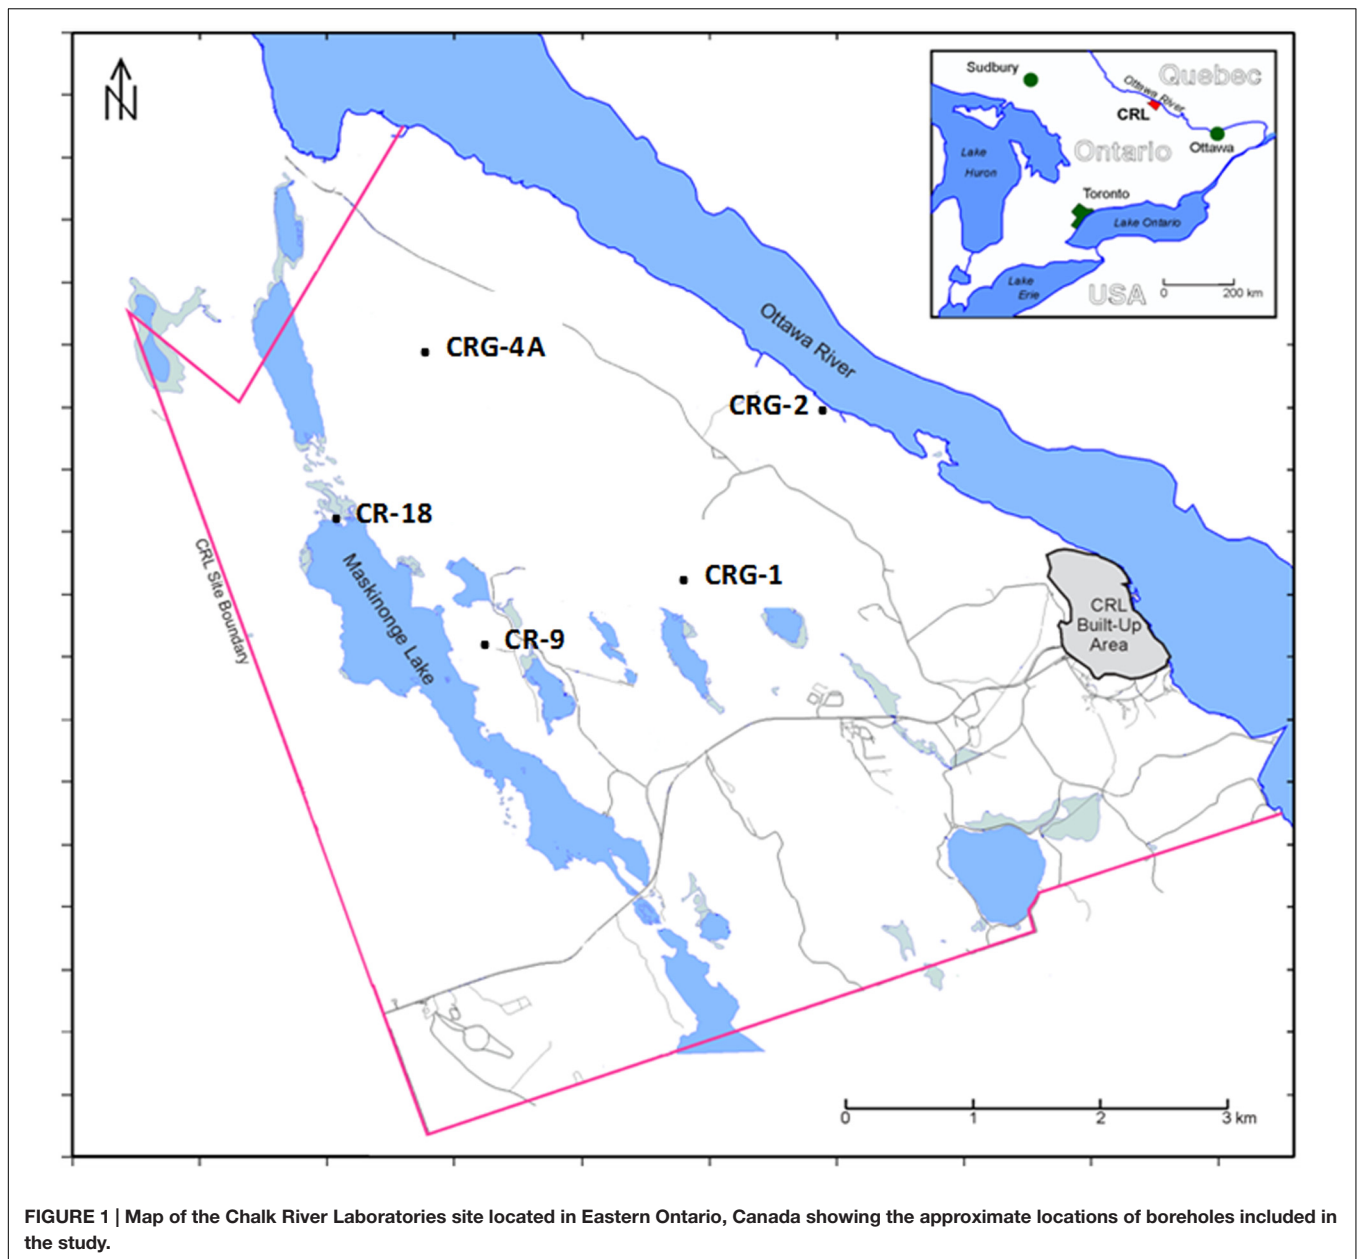 N
Sudbury
Quebec
Ottawa River
CRL
Ottawa
Ontario
Lake
Huron
Toronto
Lake Ontario
Lake
Erie
USA
0 200 km
Ottawa River
CRG-4A
CRG-2
CR-18
CRG-1
CR-9
Maskinonge Lake
CRL Site Boundary
CRL
Built-Up
Area
0 1 2 3 km
FIGURE 1 | Map of the Chalk River Laboratories site located in Eastern Ontario, Canada showing the approximate locations of boreholes included in
the study.